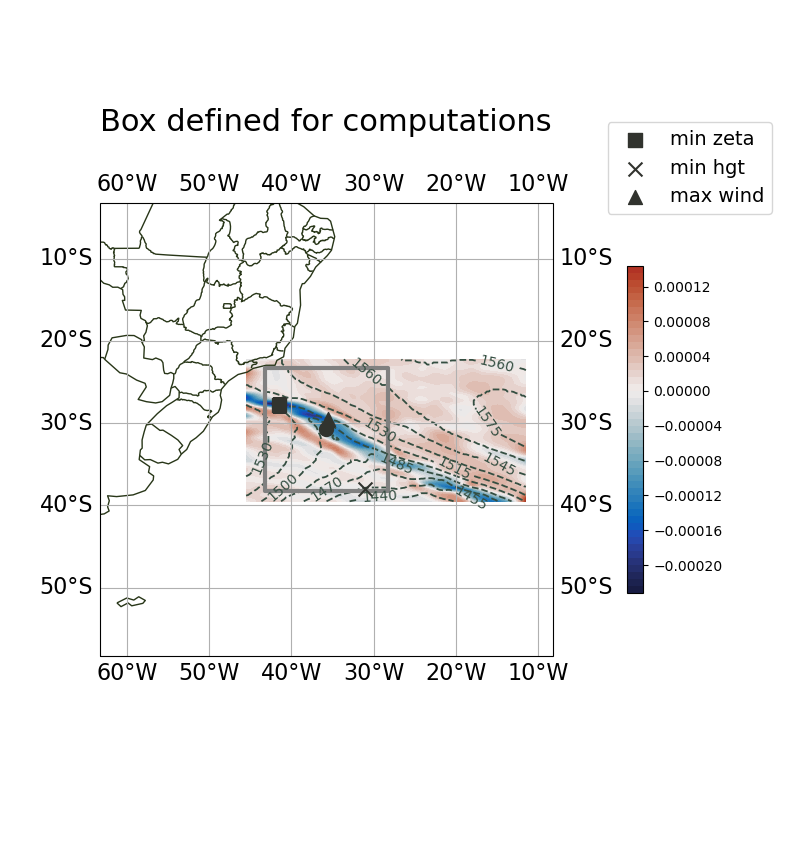 Box defined for computations
min zeta
min hgt
max wind
60°W 50°W 40°W 30°W 20°W 10°W
10°S 10°S
20°S 20°S
30°S 30°S
40°S 40°S
50°S 50°S
60°W 50°W 40°W 30°W 20°W 10°W
1560
1560
1575
1530
1545
1530
1485
1515
1500
1470
1440
1455
0.00012
0.00008
0.00004
0.00000
−0.00004
−0.00008
−0.00012
−0.00016
−0.00020